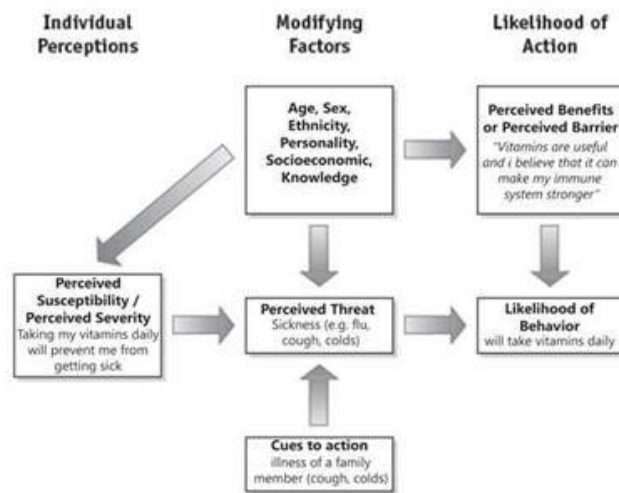 Individual
Perceptions
Modifying
Factors
Likelihood of
Action
Age, Sex,
Ethnicity,
Personality,
Socioeconomic,
Knowledge
Perceived Benefits
or Perceived Barrier
"Vitamins are useful
and i believe that it can
make my immune
system stronger"
Perceived
Susceptibility /
Perceived Severity
Taking my vitamins daily
will prevent me from
getting sick
Perceived Threat
Sickness (e.g. flu,
cough, colds)
Likelihood of
Behavior
will take vitamins daily
Cues to action
illness of a family
member (cough, colds)